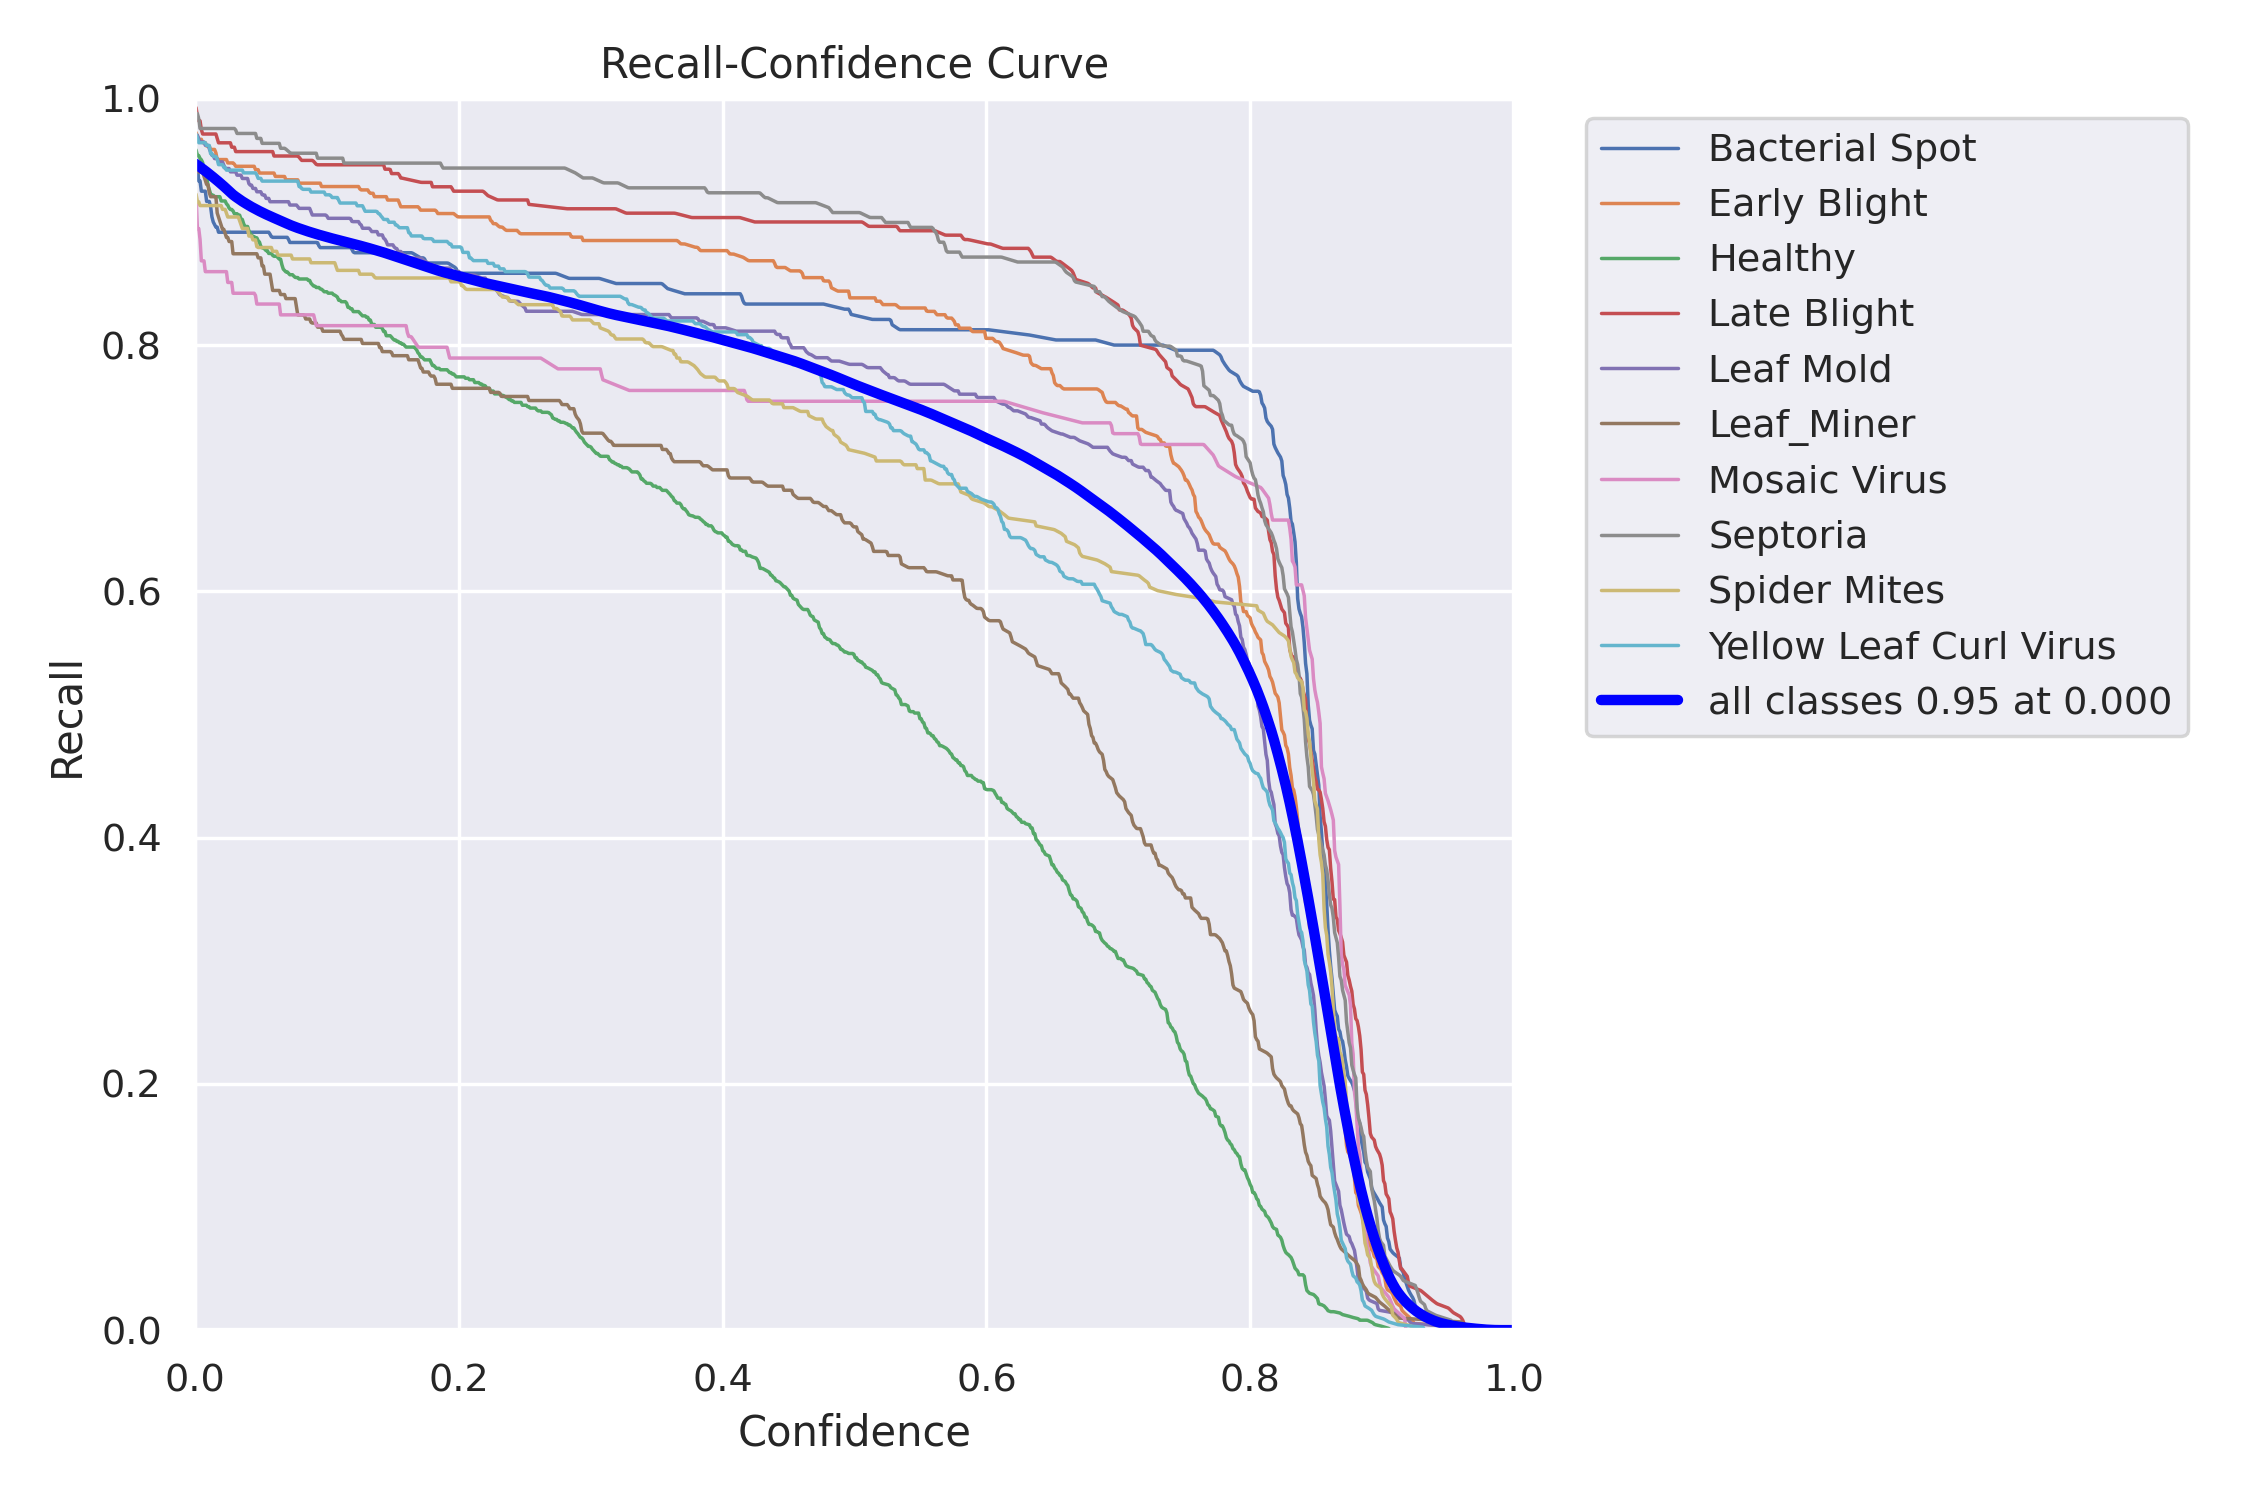 Recall-Confidence Curve
1.0
0.8
0.6
0.4
0.2
0.0
Recall
0.0 0.2 0.4 0.6 0.8 1.0
Confidence
Bacterial Spot
Early Blight
Healthy
Late Blight
Leaf Mold
Leaf_Miner
Mosaic Virus
Septoria
Spider Mites
Yellow Leaf Curl Virus
all classes 0.95 at 0.000